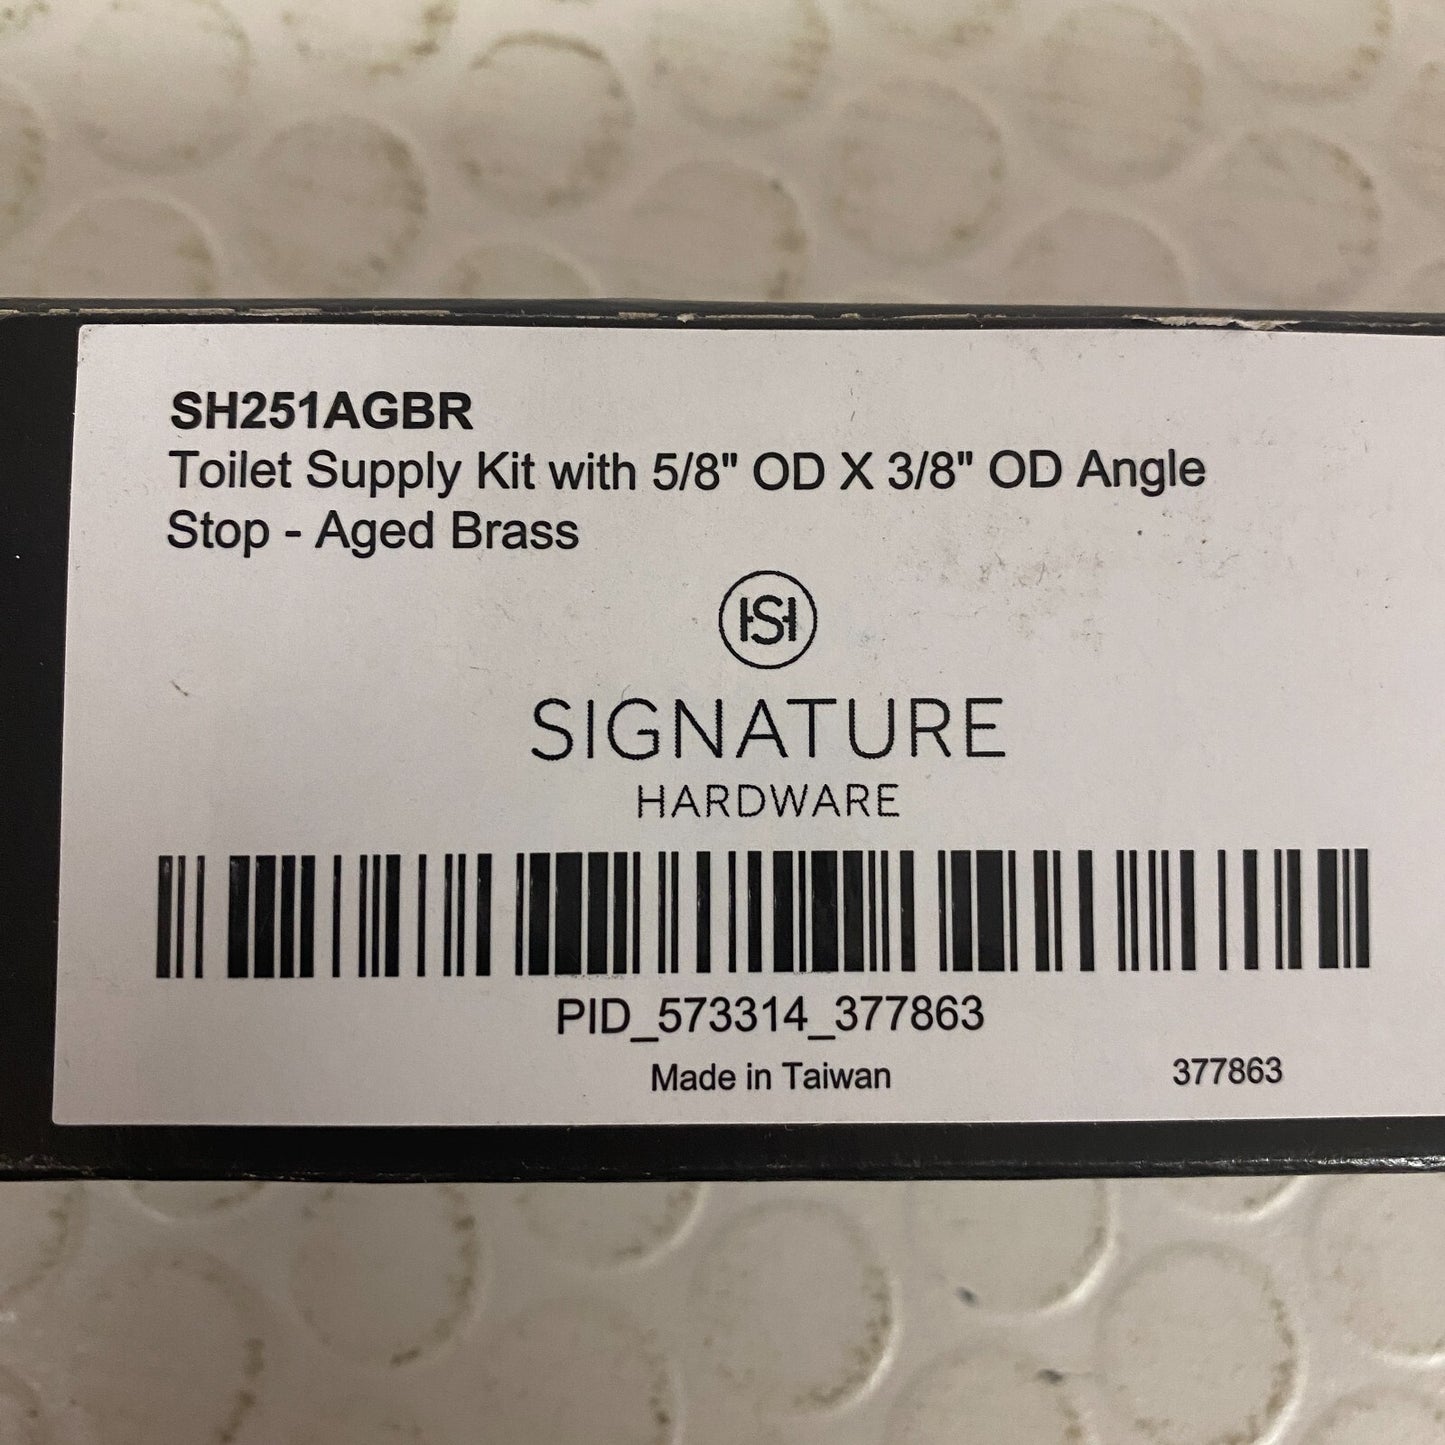 SH251AGBR
Toilet Supply Kit with 5/8" OD X 3/8" OD Angle
Stop - Aged Brass
SH
SIGNATURE
HARDWARE
PID_573314_377863
Made in Taiwan 377863